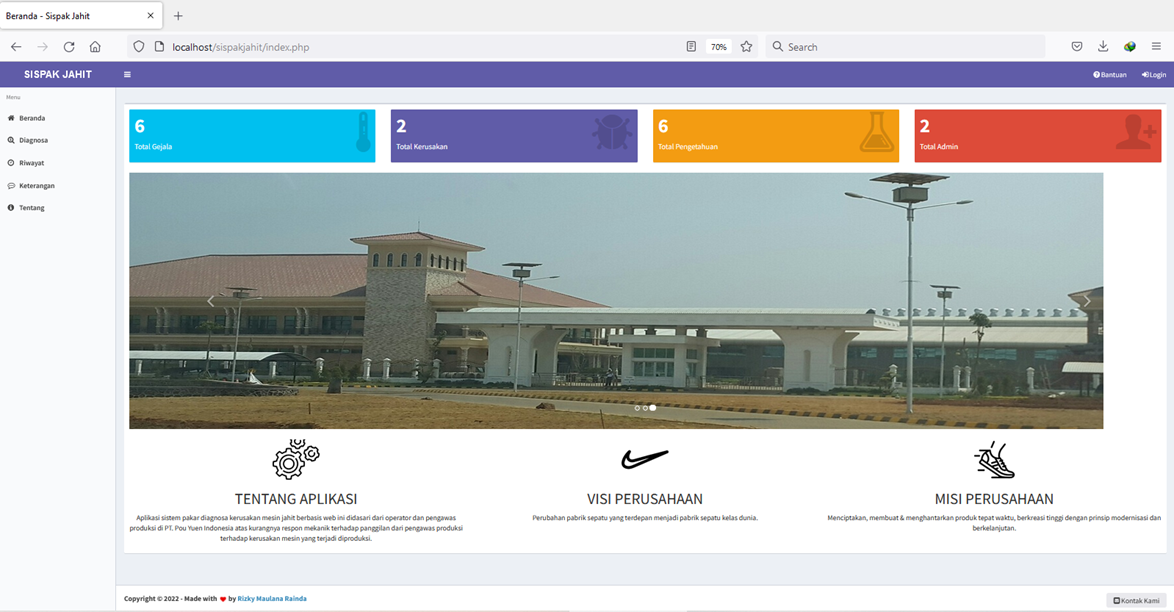 Beranda - Sispak Jahit
localhost/sispakjahit/index.php
70%
Search
SISPAK JAHIT
Bantuan
Login
Menu
Beranda
Diagnosa
Riwayat
Keterangan
Tentang
6
Total Gejala
2
Total Kerusakan
6
Total Pengetahuan
2
Total Admin
TENTANG APLIKASI
Aplikasi sistem pakar diagnosa kerusakan mesin jahit berbasis web ini didasari dari operator dan pengawas
produksi di PT. Pou Yuen Indonesia atas kurangnya respon mekanik terhadap panggilan dari pengawas produksi
terhadap kerusakan mesin yang terjadi diproduksi.
VISI PERUSAHAAN
Perubahan pabrik sepatu yang terdepan menjadi pabrik sepatu kelas dunia.
MISI PERUSAHAAN
Menciptakan, membuat & menghantarkan produk tepat waktu, berkreasi tinggi dengan prinsip modernisasi dan
berkelanjutan.
Copyright © 2022 - Made with ♥ by Rizky Maulana Rainda
Kontak Kami